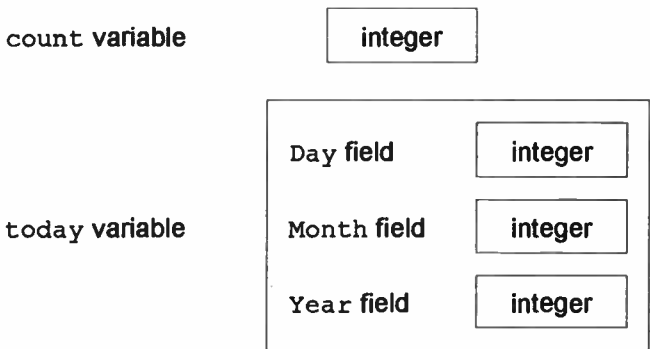 count variable integer
Day field integer
today variable Month field integer
Year field integer